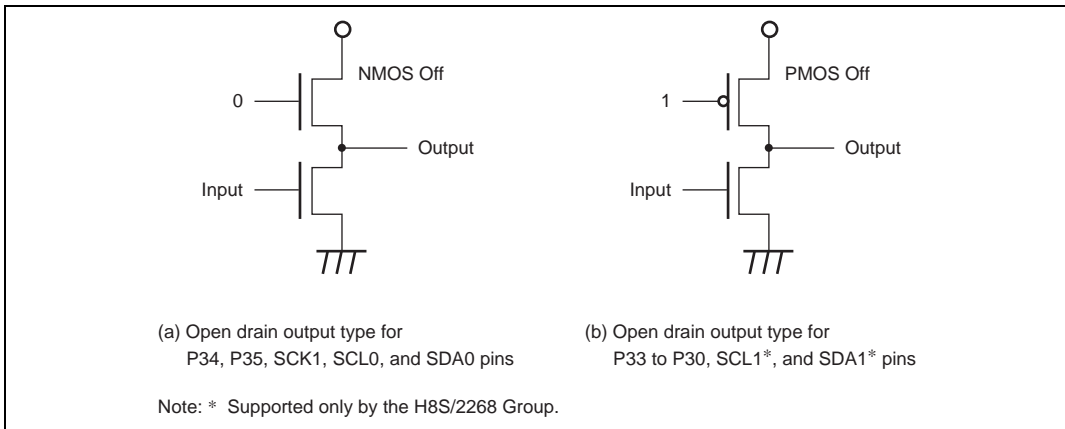 NMOS Off
0
Output
Input
PMOS Off
1
Output
Input
(a) Open drain output type for
P34, P35, SCK1, SCL0, and SDA0 pins
(b) Open drain output type for
P33 to P30, SCL1*, and SDA1* pins
Note: * Supported only by the H8S/2268 Group.